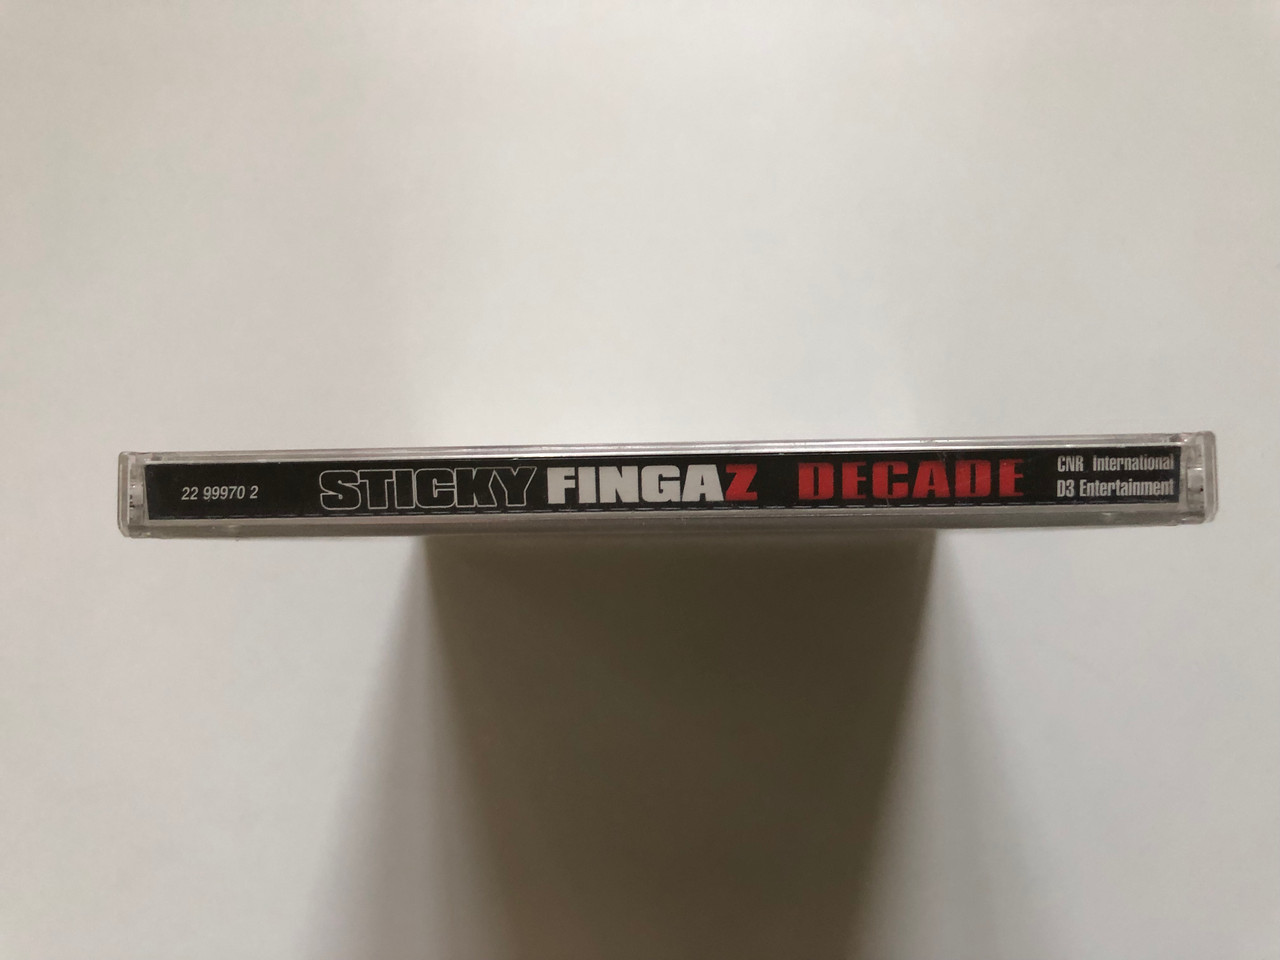 22 99970 2
STICKY FINGAZ DECADE
CNR International
D3 Entertainment